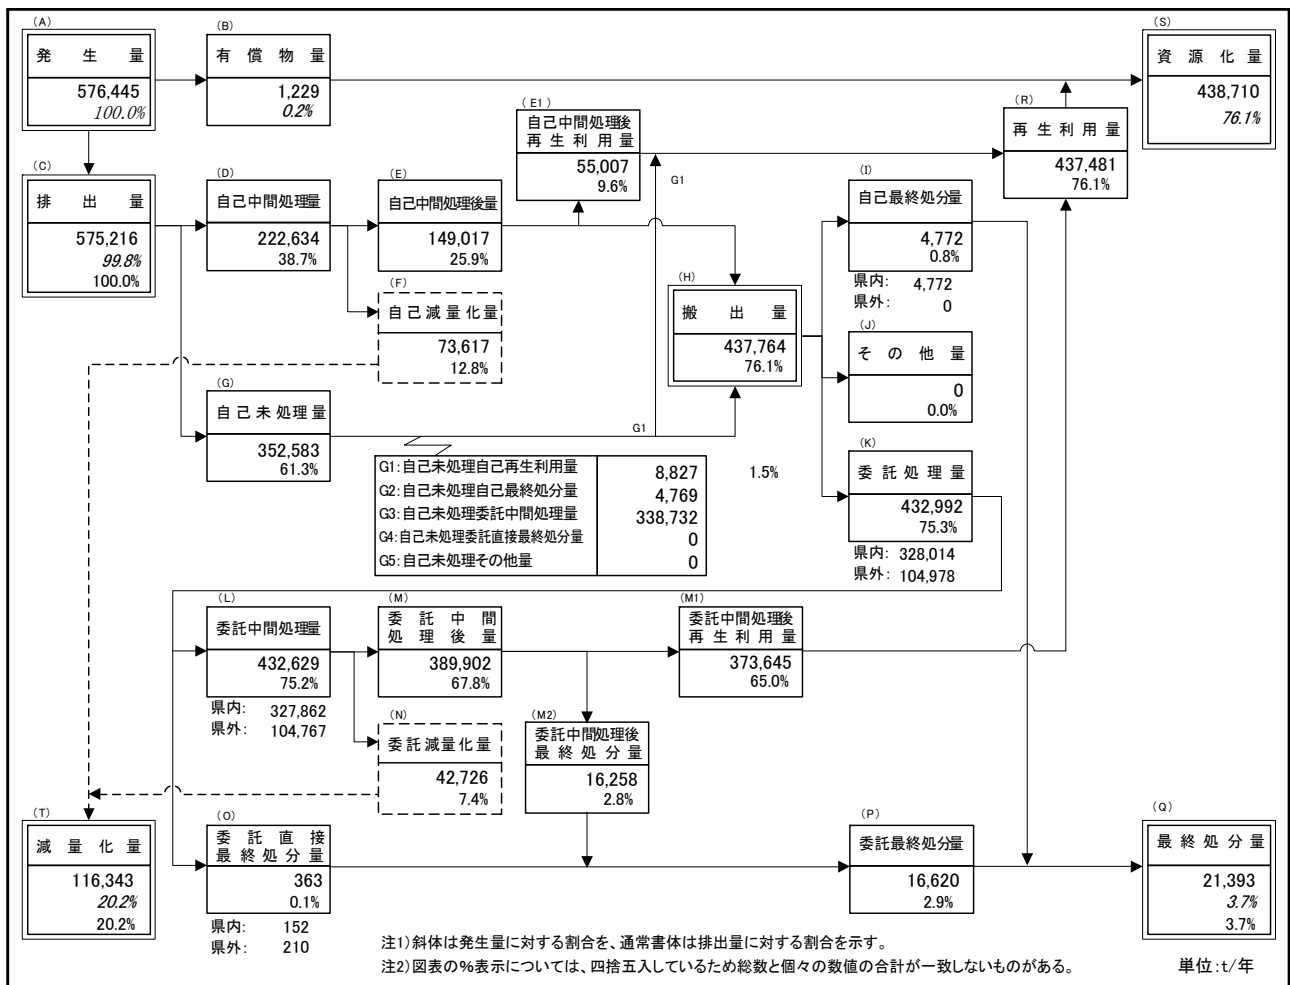 (A)
発生量
576,445
100.0%
(B)
有償物量
1,229
0.2%
(S)
資源化量
438,710
76.1%
(E1)
自己中間処理後
再生利用量
55,007
9.6%
G1
(R)
再生利用量
437,481
76.1%
(C)
排出量
575,216
99.8%
100.0%
(D)
自己中間処理量
222,634
38.7%
(E)
自己中間処理後量
149,017
25.9%
(I)
自己最終処分量
4,772
0.8%
県内: 4,772
県外: 0
(F)
自己減量化量
73,617
12.8%
(H)
搬出量
437,764
76.1%
(J)
その他量
0
0.0%
(G)
自己未処理量
352,583
61.3%
G1
G1:自己未処理自己再生利用量 8,827
1.5%
G2:自己未処理自己最終処分量 4,769
G3:自己未処理委託中間処理量 338,732
G4:自己未処理委託直接最終処分量 0
G5:自己未処理その他量 0
(K)
委託処理量
432,992
75.3%
県内: 328,014
県外: 104,978
(L)
委託中間処理量
432,629
75.2%
県内: 327,862
県外: 104,767
(M)
委託中間
処理後量
389,902
67.8%
(M1)
委託中間処理後
再生利用量
373,645
65.0%
(N)
委託減量化量
42,726
7.4%
(M2)
委託中間処理後
最終処分量
16,258
2.8%
(T)
減量化量
116,343
20.2%
20.2%
(O)
委託直接
最終処分量
363
0.1%
県内: 152
県外: 210
(P)
委託最終処分量
16,620
2.9%
(Q)
最終処分量
21,393
3.7%
3.7%
注1)斜体は発生量に対する割合を、通常書体は排出量に対する割合を示す。
注2)図表の%表示については、四捨五入しているため総数と個々の数値の合計が一致しないものがある。
単位:t/年